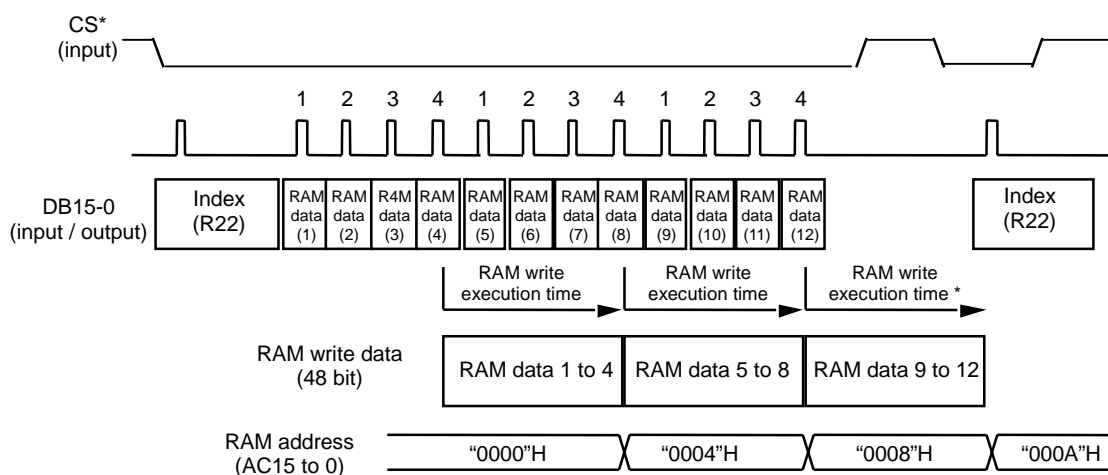 CS*
(input)
1 2 3 4 1 2 3 4 1 2 3 4
DB15-0
(input / output)
Index
(R22)
RAM
data
(1)
RAM
data
(2)
R4M
data
(3)
RAM
data
(4)
RAM
data
(5)
RAM
data
(6)
RAM
data
(7)
RAM
data
(8)
RAM
data
(9)
RAM
data
(10)
RAM
data
(11)
RAM
data
(12)
Index
(R22)
RAM write
execution time
RAM write
execution time
RAM write
execution time *
RAM write data
(48 bit)
RAM data 1 to 4
RAM data 5 to 8
RAM data 9 to 12
RAM address
(AC15 to 0)
“0000”H
“0004”H
“0008”H
“000A”H